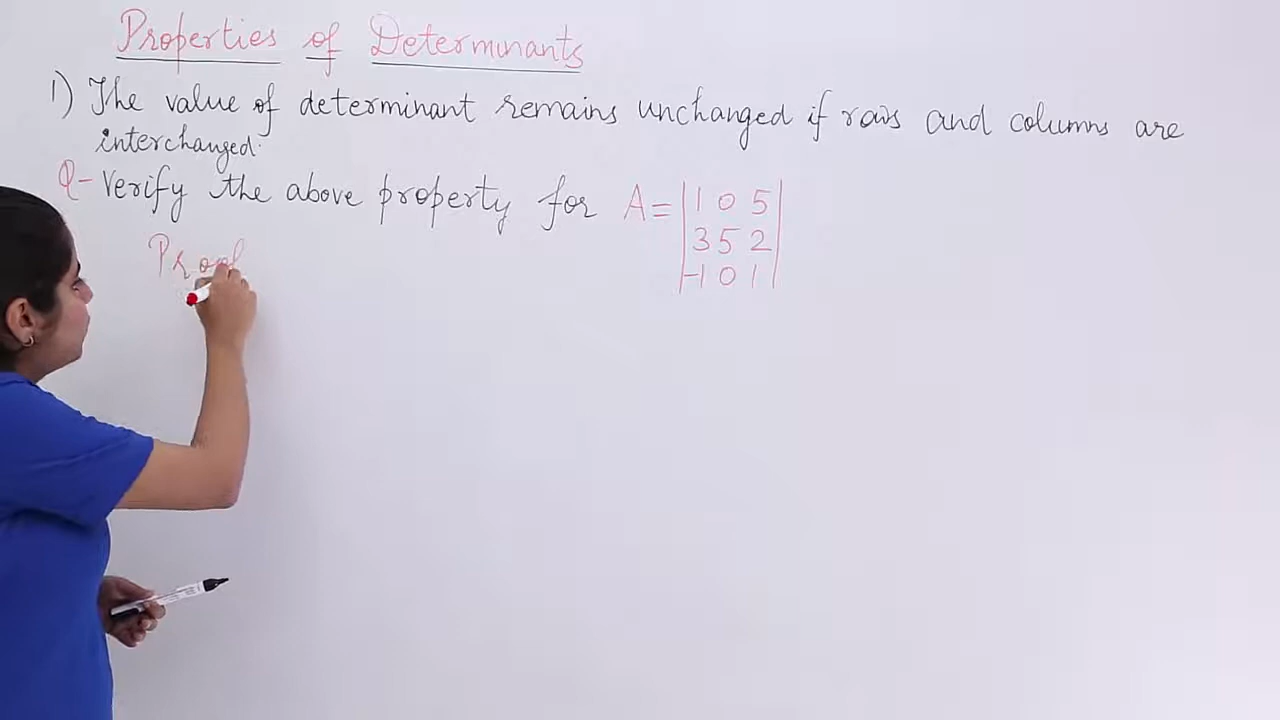 Properties of Determinants
1) The value of determinant remains unchanged if rows and columns are
interchanged.
Q- Verify the above property for A = |1 0 5|
|3 5 2|
|-1 0 1|
Proof